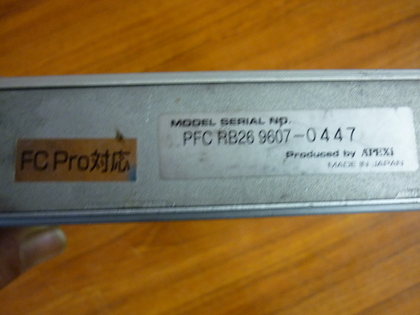 FC Pro対応
MODEL SERIAL No.
PFC RB26 9607-0447
Produced by APEXi
MADE IN JAPAN